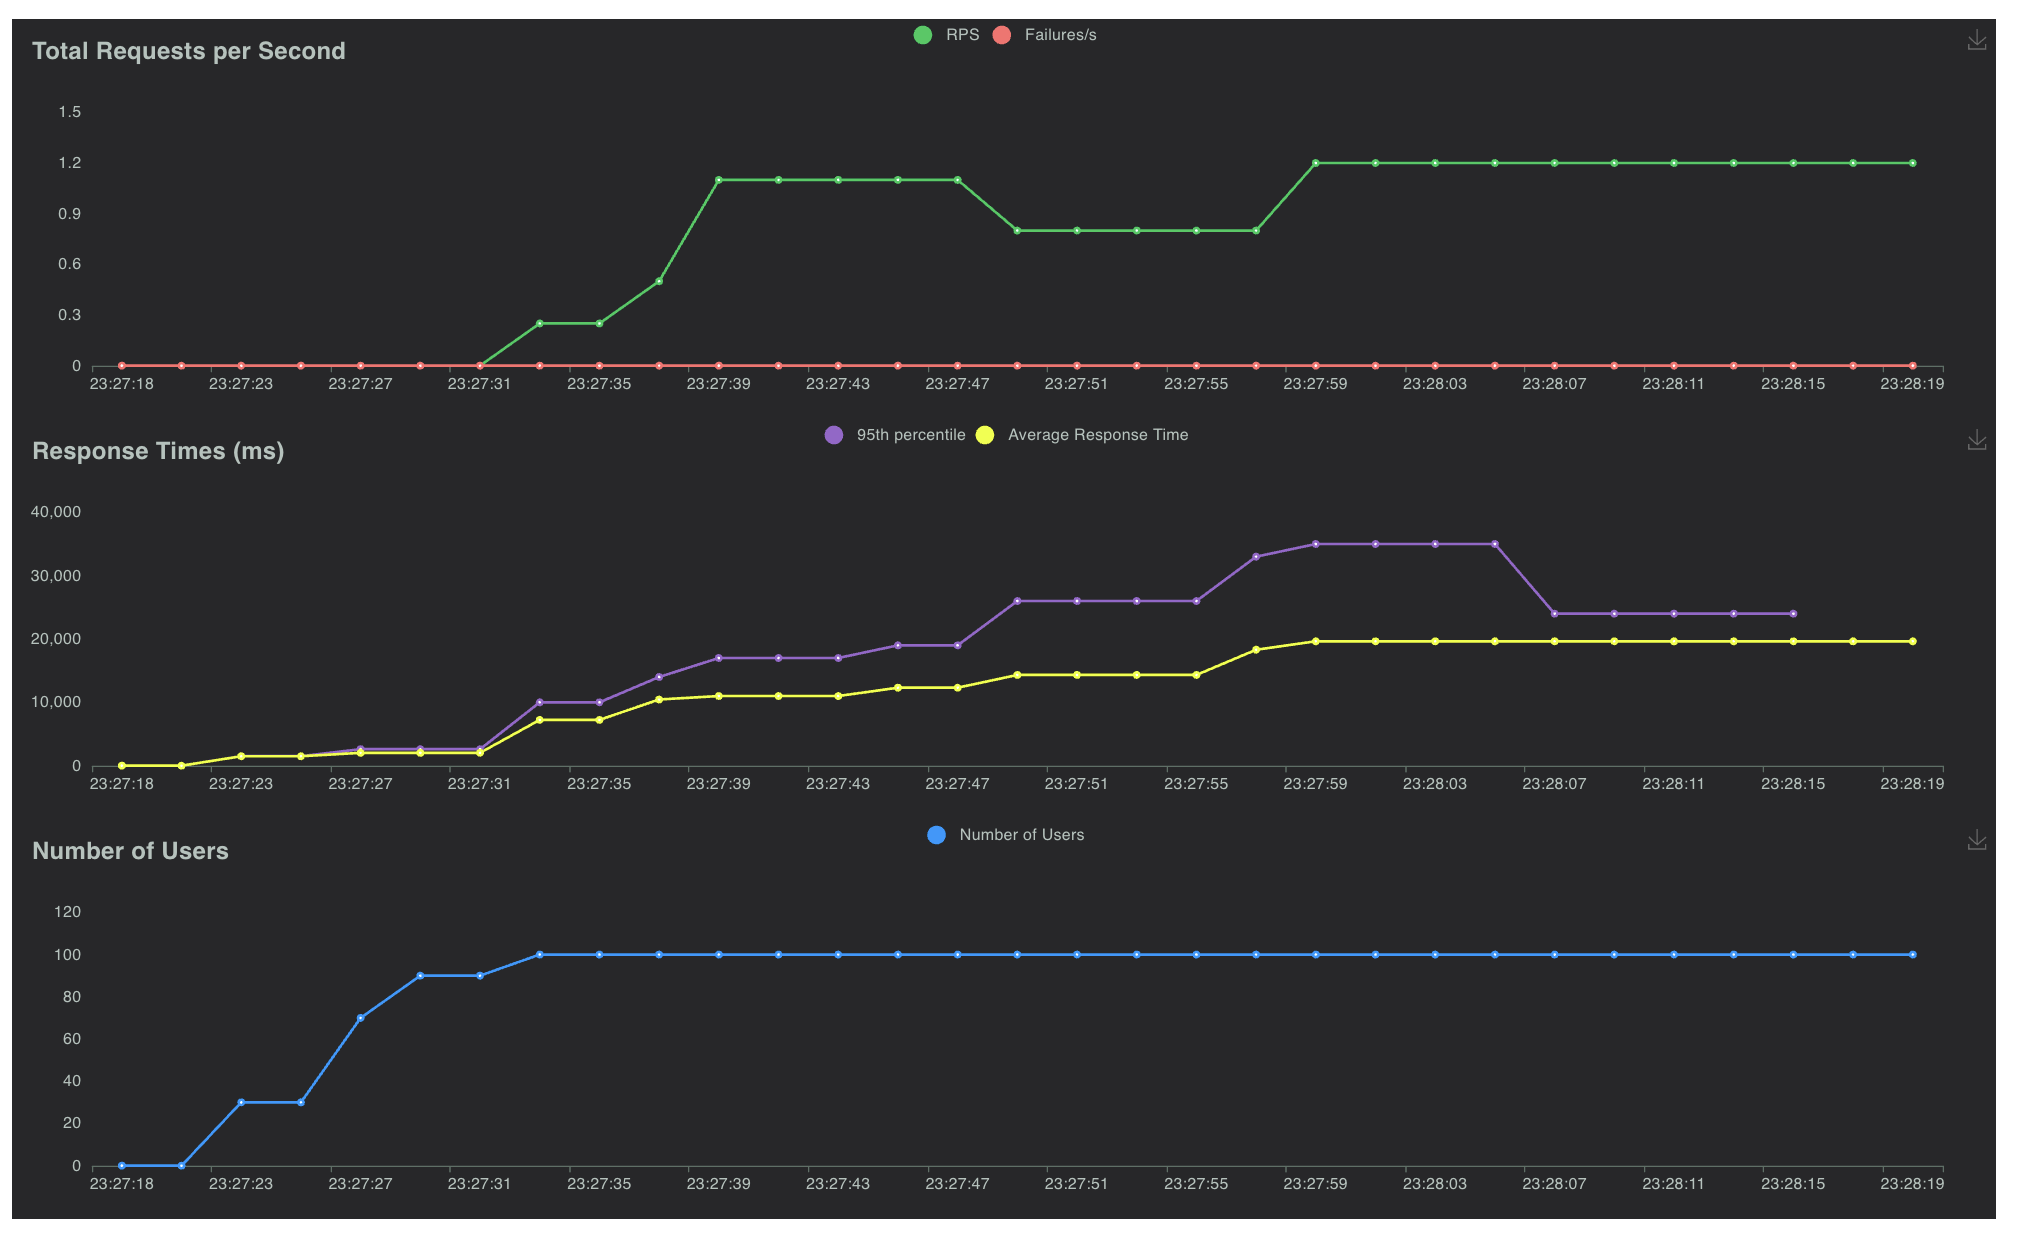 RPS Failures/s
Total Requests per Second
1.5
1.2
0.9
0.6
0.3
0
23:27:18 23:27:23 23:27:27 23:27:31 23:27:35 23:27:39 23:27:43 23:27:47 23:27:51 23:27:55 23:27:59 23:28:03 23:28:07 23:28:11 23:28:15 23:28:19
95th percentile Average Response Time
Response Times (ms)
40,000
30,000
20,000
10,000
0
23:27:18 23:27:23 23:27:27 23:27:31 23:27:35 23:27:39 23:27:43 23:27:47 23:27:51 23:27:55 23:27:59 23:28:03 23:28:07 23:28:11 23:28:15 23:28:19
Number of Users
Number of Users
120
100
80
60
40
20
0
23:27:18 23:27:23 23:27:27 23:27:31 23:27:35 23:27:39 23:27:43 23:27:47 23:27:51 23:27:55 23:27:59 23:28:03 23:28:07 23:28:11 23:28:15 23:28:19